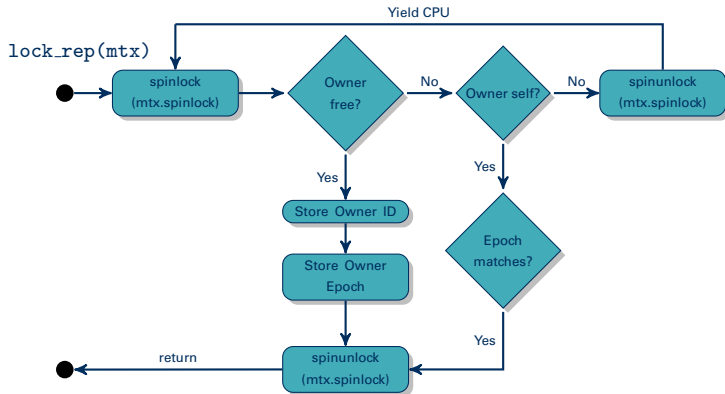 Yield CPU
lock_rep(mtx)
spinlock
(mtx.spinlock)
Owner
free?
No
Owner self?
No
spinunlock
(mtx.spinlock)
Yes
Yes
Store Owner ID
Epoch
matches?
Store Owner
Epoch
Yes
return
spinunlock
(mtx.spinlock)